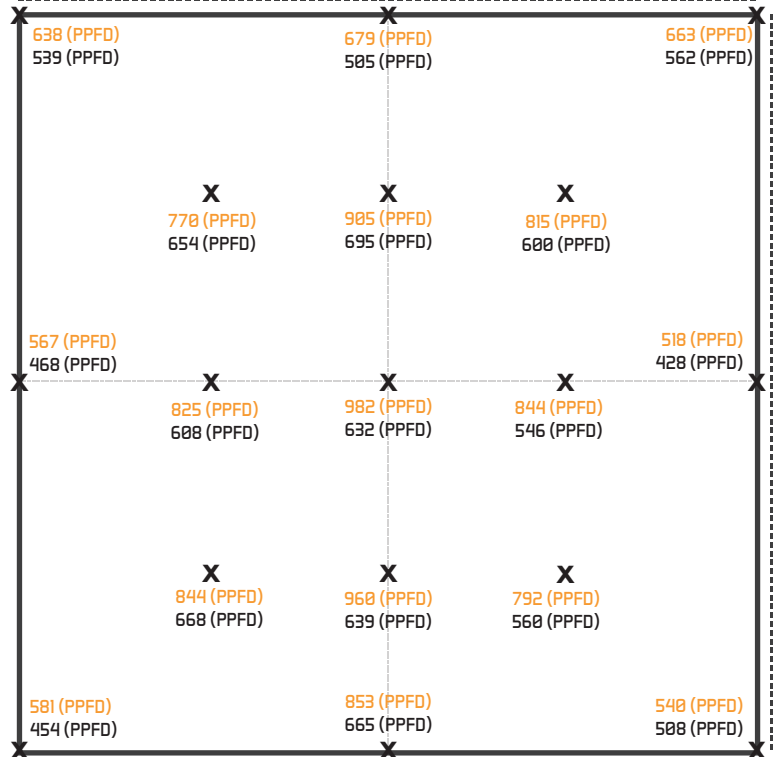 638 (PPFD)
539 (PPFD)
679 (PPFD)
505 (PPFD)
663 (PPFD)
562 (PPFD)
770 (PPFD)
654 (PPFD)
905 (PPFD)
695 (PPFD)
815 (PPFD)
600 (PPFD)
567 (PPFD)
468 (PPFD)
518 (PPFD)
428 (PPFD)
825 (PPFD)
608 (PPFD)
982 (PPFD)
632 (PPFD)
844 (PPFD)
546 (PPFD)
844 (PPFD)
668 (PPFD)
960 (PPFD)
639 (PPFD)
792 (PPFD)
560 (PPFD)
581 (PPFD)
454 (PPFD)
853 (PPFD)
665 (PPFD)
540 (PPFD)
508 (PPFD)